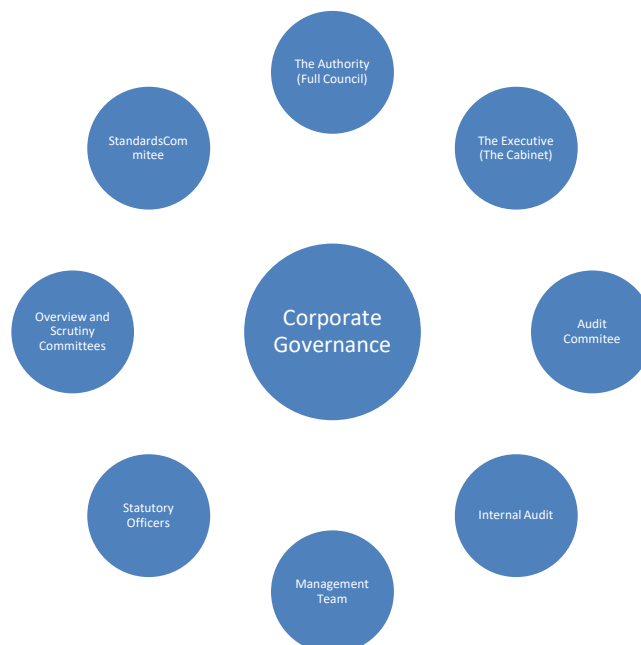 The Authority
(Full Council)
StandardsCom
mitee
The Executive
(The Cabinet)
Overview and
Scrutiny
Committees
Corporate
Governance
Audit
Commitee
Statutory
Officers
Internal Audit
Management
Team